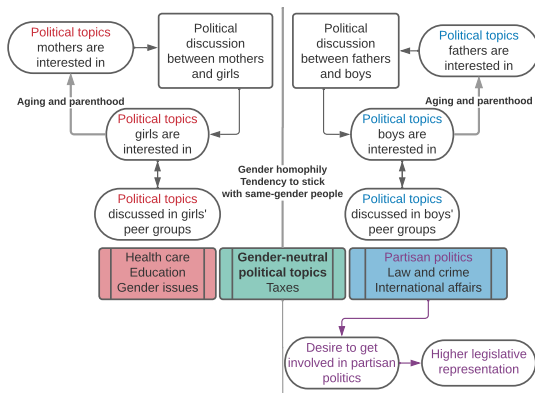 Political topics
mothers are
interested in
Political
discussion
between mothers
and girls
Political
discussion
between fathers
and boys
Political topics
fathers are
interested in
Aging and parenthood
Aging and parenthood
Political topics
girls are
interested in
Political topics
boys are
interested in
Gender homophily
Tendency to stick
with same-gender people
Political topics
discussed in girls'
peer groups
Political topics
discussed in boys'
peer groups
Health care
Education
Gender issues
Gender-neutral
political topics
Taxes
Partisan politics
Law and crime
International affairs
Desire to get
involved in partisan
politics
Higher legislative
representation